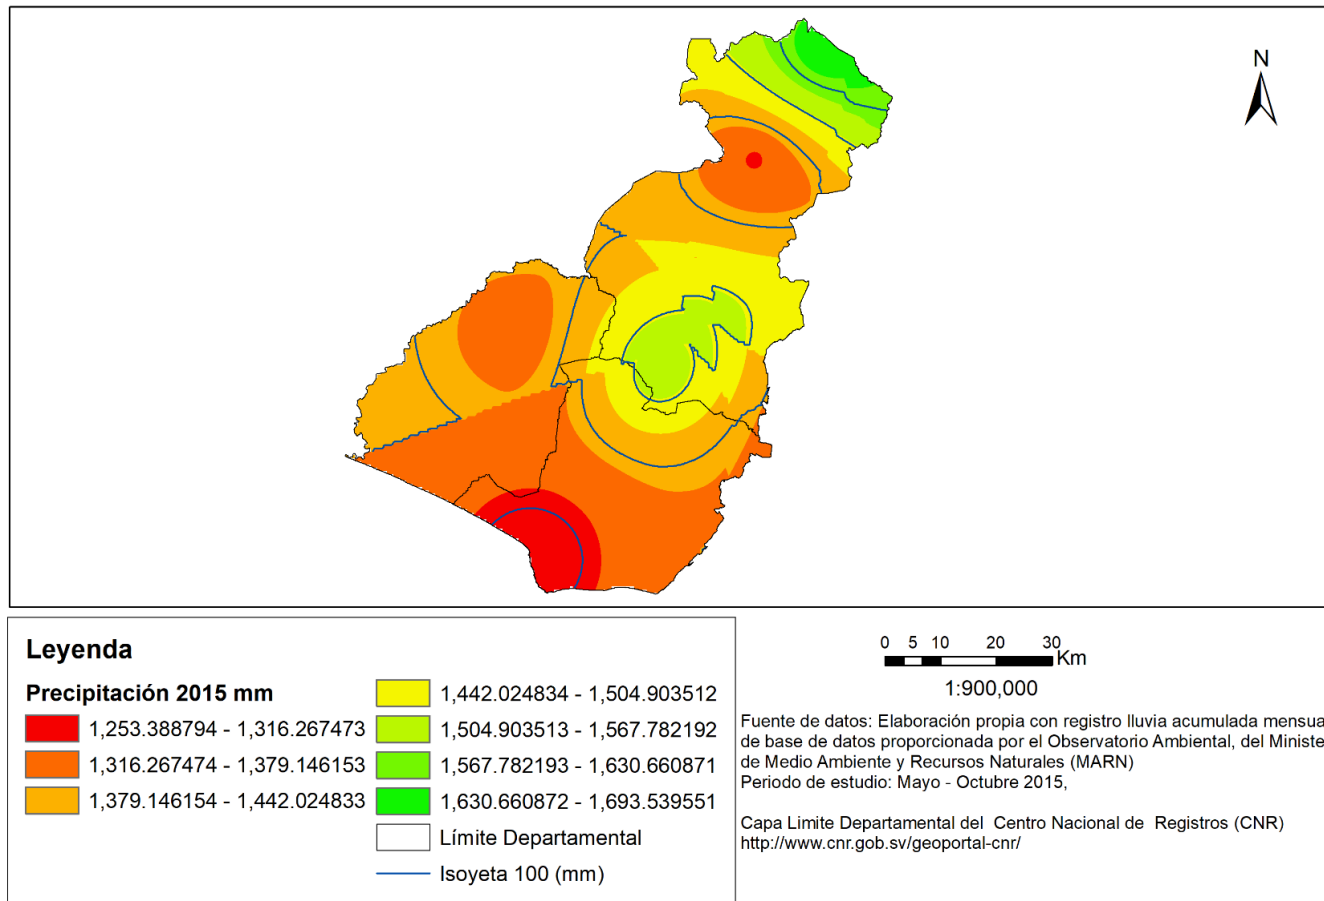 N
Leyenda
Precipitación 2015 mm
1,253.388794 - 1,316.267473
1,316.267474 - 1,379.146153
1,379.146154 - 1,442.024833
1,442.024834 - 1,504.903512
1,504.903513 - 1,567.782192
1,567.782193 - 1,630.660871
1,630.660872 - 1,693.539551
Límite Departamental
Isoyeta 100 (mm)
0 5 10 20 30
Km
1:900,000
Fuente de datos: Elaboración propia con registro lluvia acumulada mensua
de base de datos proporcionada por el Observatorio Ambiental, del Ministe
de Medio Ambiente y Recursos Naturales (MARN)
Periodo de estudio: Mayo - Octubre 2015,
Capa Limite Departamental del Centro Nacional de Registros (CNR)
http://www.cnr.gob.sv/geoportal-cnr/